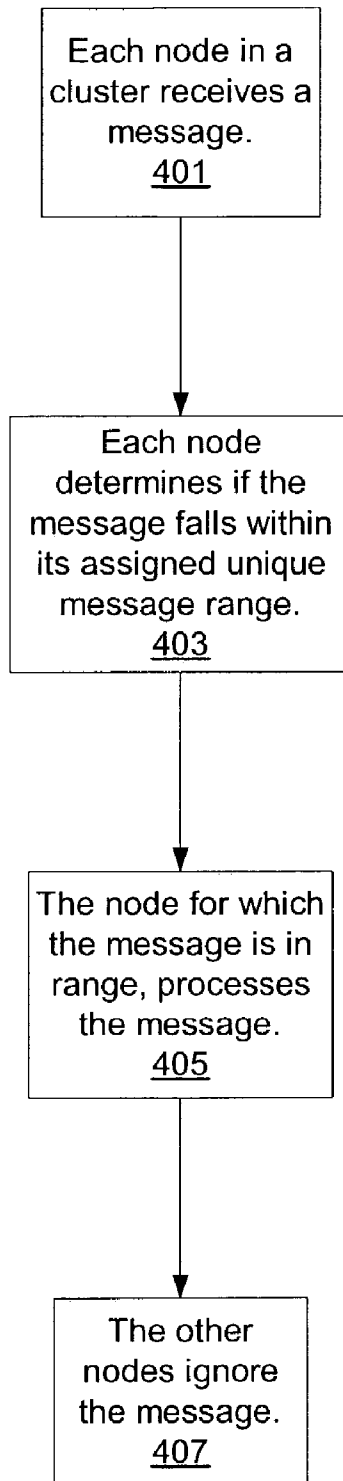 Each node in a
cluster receives a
message.
401
Each node
determines if the
message falls within
its assigned unique
message range.
403
The node for which
the message is in
range, processes
the message.
405
The other
nodes ignore
the message.
407